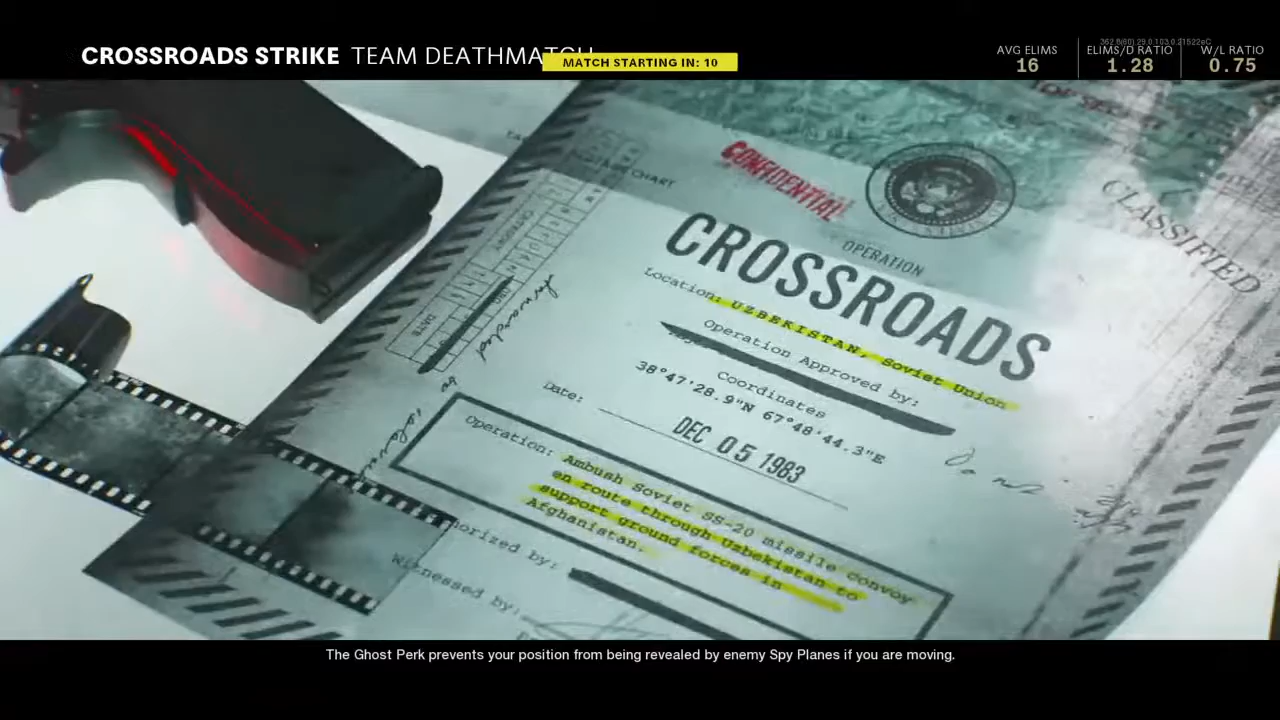 CROSSROADS STRIKE TEAM DEATHMATCH
MATCH STARTING IN: 10
AVG ELIMS
16
ELIMS/D RATIO
1.28
W/L RATIO
0.75
CONFIDENTIAL
CLASSIFIED
CHART
OPERATION
CROSSROADS
Location: UZBEKISTAN, Soviet Union
Operation Approved by:
Coordinates
38°47'28.9"N 67°48'44.3"E
Date:
DEC 05 1983
DATE
Operation: Ambush Soviet SS-20 missile convoy
en route through Uzbekistan to
support ground forces in
Afghanistan.
horized by:
Witnessed by:
The Ghost Perk prevents your position from being revealed by enemy Spy Planes if you are moving.